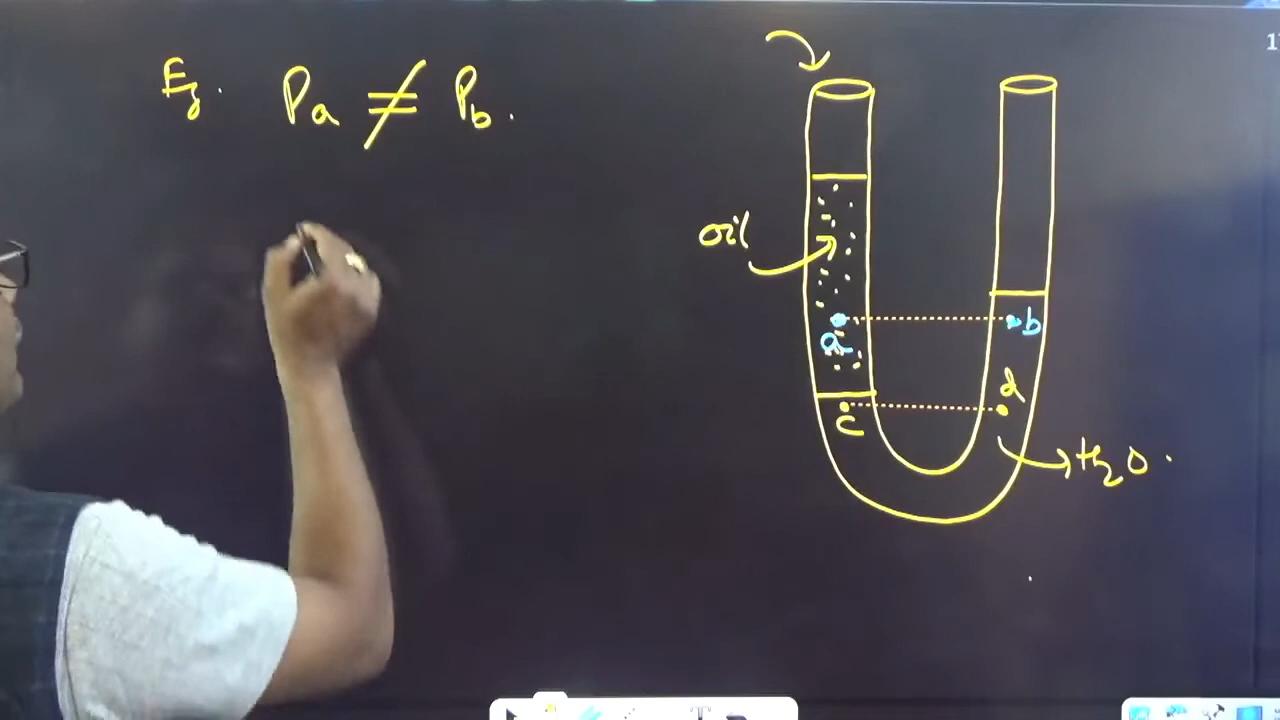 Eg. Pa ≠ Pb.
oil
a b
d
c
H2O.